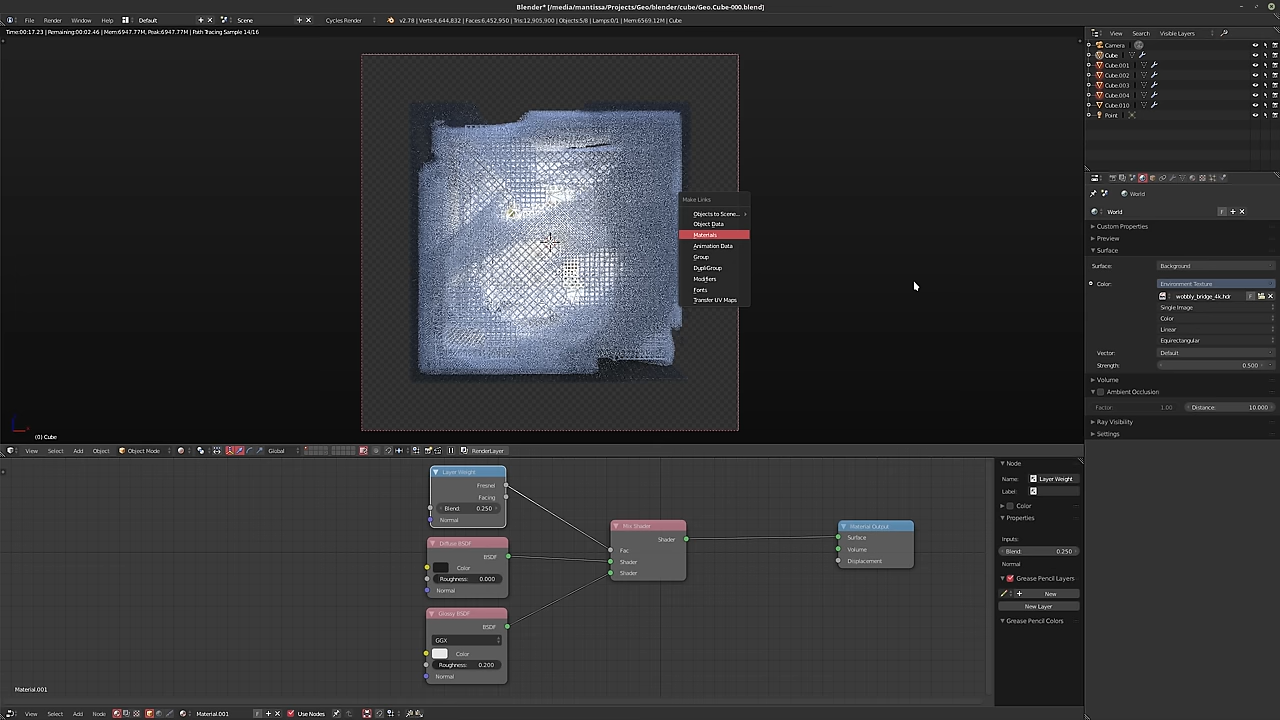 Blender* [/media/mantissa/Projects/Geo/blender/cube/Geo.Cube-000.blend]
File Render Window Help Default Scene Cycles Render v2.78 | Verts:4,644,832 | Faces:6,452,950 | Tris:12,905,900 | Objects:5/8 | Lamps:0/1 | Mem:6569.12M | Cube
Time:00:17.23 | Remaining:00:02.46 | Mem:6947.77M, Peak:6947.77M | Path Tracing Sample 14/16
View Search Visible Layers
Camera
Cube
Cube.001
Cube.002
Cube.003
Cube.004
Cube.010
Point
Make Links
Objects to Scene...
Object Data
Materials
Animation Data
Group
DupliGroup
Modifiers
Fonts
Transfer UV Maps
World
World F
Custom Properties
Preview
Surface
Surface: Background
Color: Environment Texture
wobbly_bridge_4k.hdr F
Single Image
Color
Linear
Equirectangular
Vector: Default
Strength: 0.500
Volume
Ambient Occlusion
Factor: 1.00 Distance: 10.000
Ray Visibility
Settings
(0) Cube
View Select Add Object Object Mode Global RenderLayer
Layer Weight
Fresnel
Facing
Blend: 0.250
Normal
Diffuse BSDF
BSDF
Color
Roughness: 0.000
Normal
Glossy BSDF
BSDF
GGX
Color
Roughness: 0.200
Normal
Mix Shader
Shader
Fac
Shader
Shader
Material Output
Surface
Volume
Displacement
Node
Name: Layer Weight
Label:
Color
Properties
Inputs:
Blend: 0.250
Normal
Grease Pencil Layers
New
New Layer
Grease Pencil Colors
Material.001
View Select Add Node Material.001 F Use Nodes